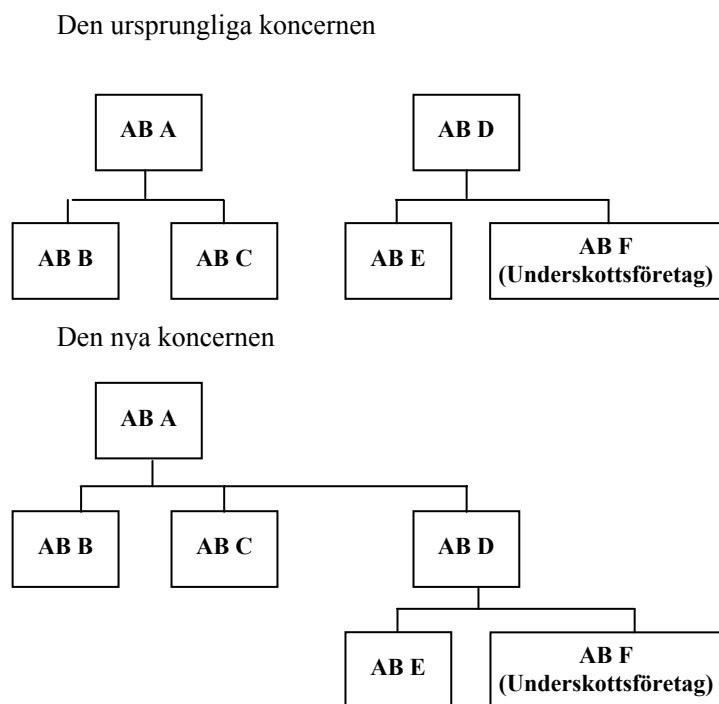 Den ursprungliga koncernen
AB A
AB D
AB B
AB C
AB E
AB F
(Underskottsföretag)
Den nya koncernen
AB A
AB B
AB C
AB D
AB E
AB F
(Underskottsföretag)